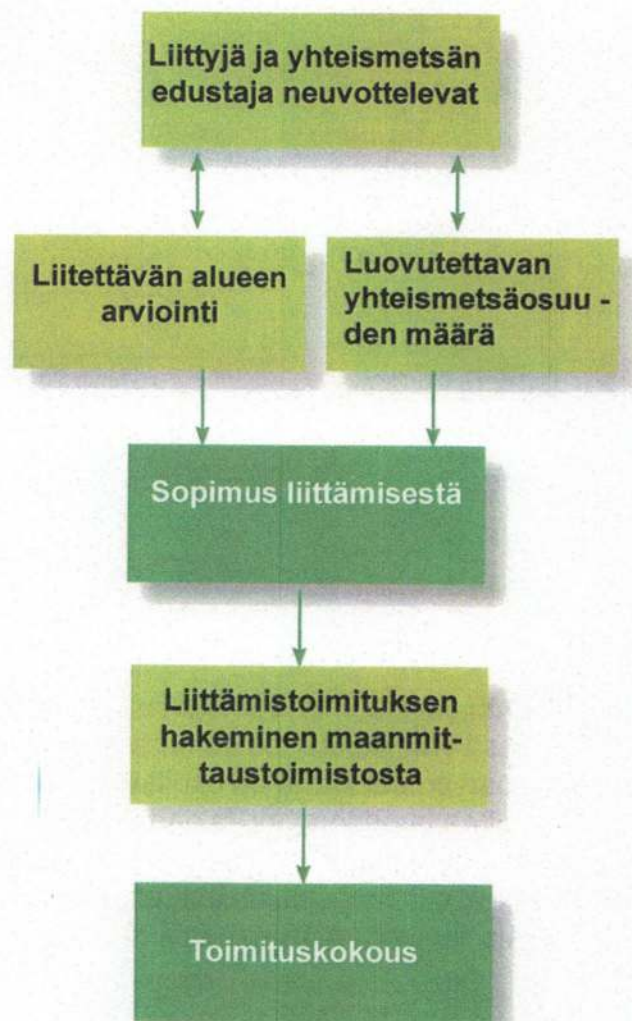 Liittyjä ja yhteismetsän
edustaja neuvottelevat
Liitettävän alueen
arviointi
Luovutettavan
yhteismetsäosuu -
den määrä
Sopimus liittämisestä
Liittämistoimituksen
hakeminen maanmit-
taustoimistosta
Toimituskokous